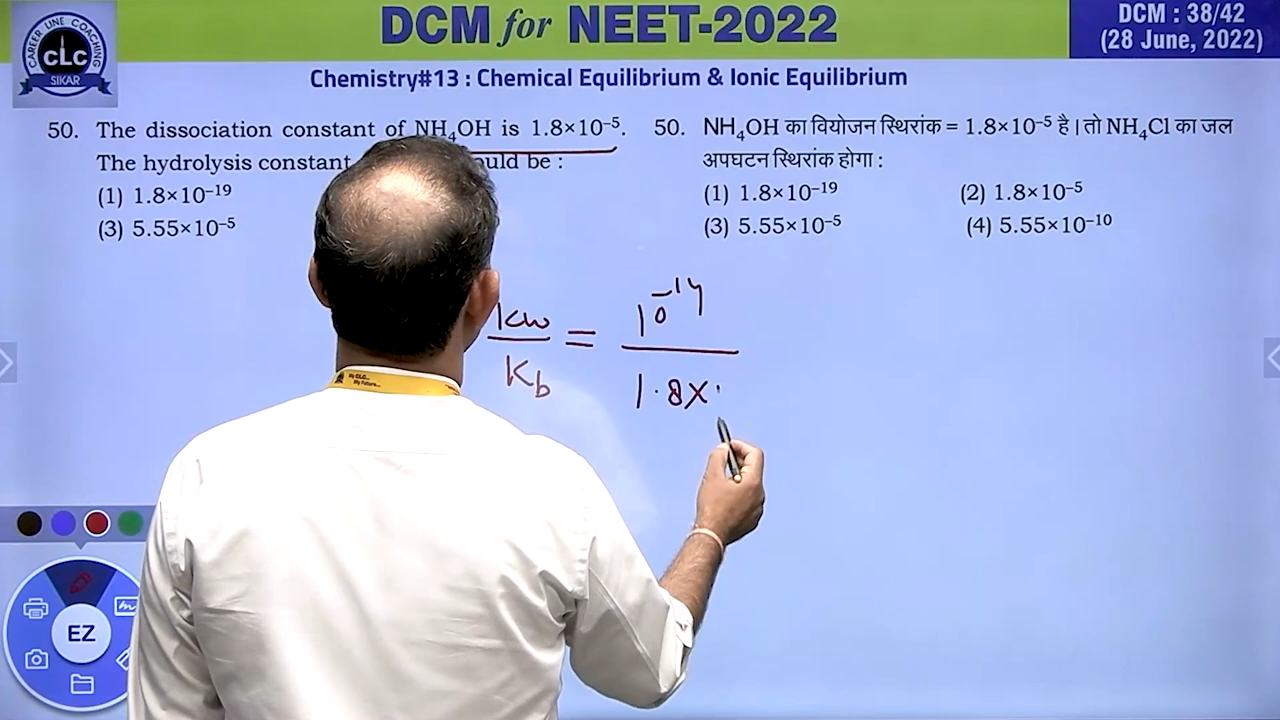 DCM for NEET-2022
DCM : 38/42
(28 June, 2022)
CAREER LINE COACHING
CLC
SIKAR
Chemistry#13 : Chemical Equilibrium & Ionic Equilibrium
50. The dissociation constant of NH₄OH is 1.8×10⁻⁵.
The hydrolysis constant ould be :
(1) 1.8×10⁻¹⁹
(3) 5.55×10⁻⁵
50. NH₄OH का वियोजन स्थिरांक = 1.8×10⁻⁵ है। तो NH₄Cl का जल
अपघटन स्थिरांक होगा :
(1) 1.8×10⁻¹⁹ (2) 1.8×10⁻⁵
(3) 5.55×10⁻⁵ (4) 5.55×10⁻¹⁰
Kw = 10⁻¹⁴
Kb 1.8×
My CLC...
My Future...
EZ